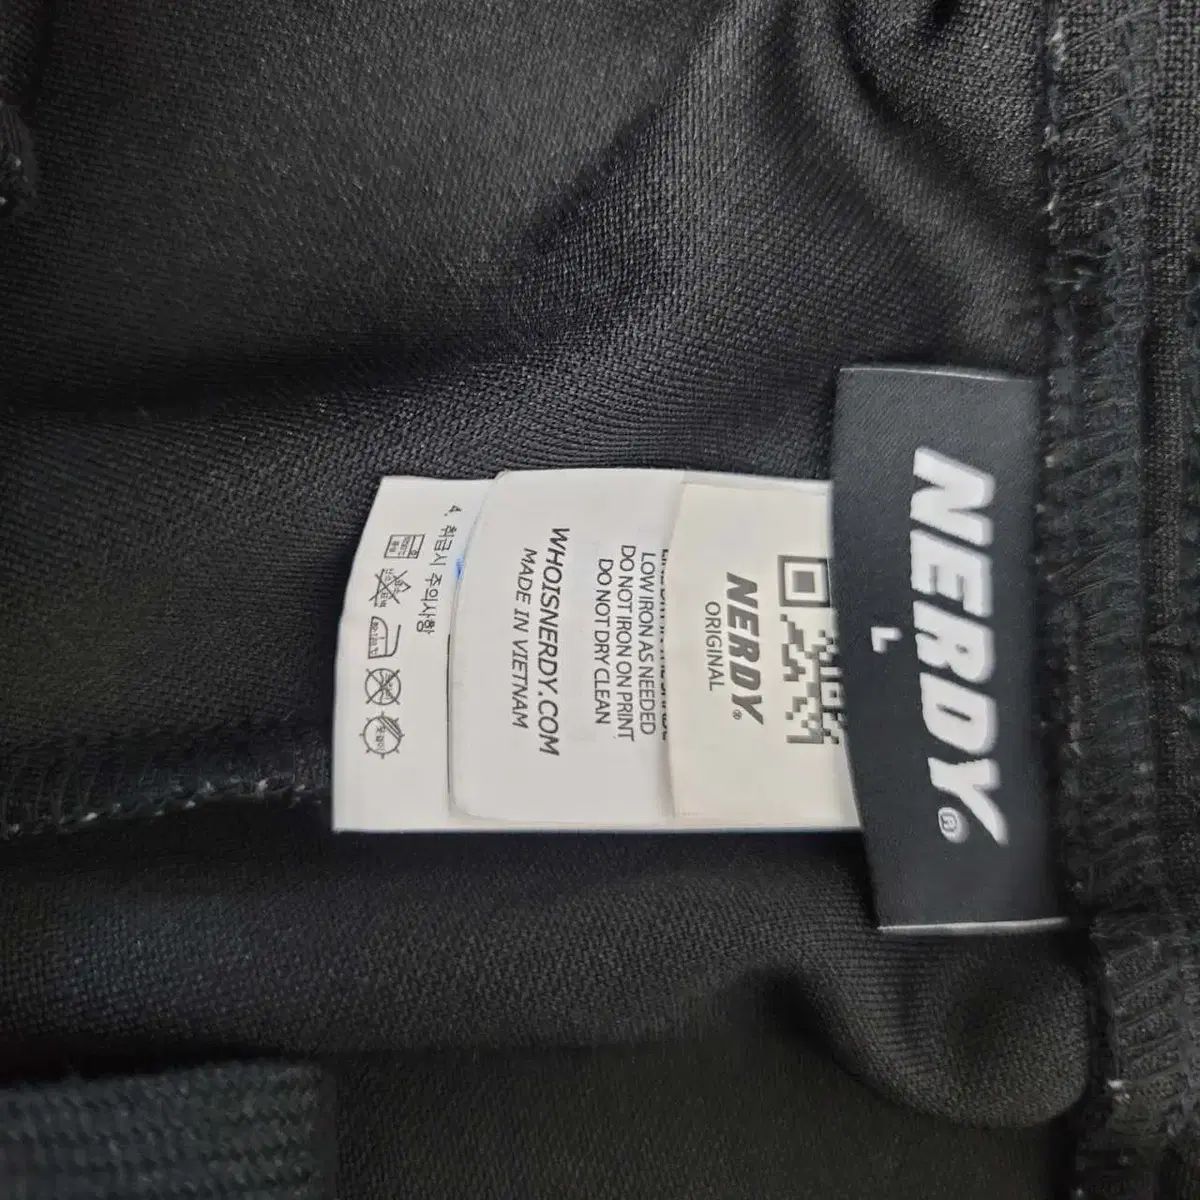 NERDY®
L
NERDY®
ORIGINAL
LOW IRON AS NEEDED
DO NOT IRON ON PRINT
DO NOT DRY CLEAN
WHOISNERDY.COM
MADE IN VIETNAM
4. 취급시 주의사항